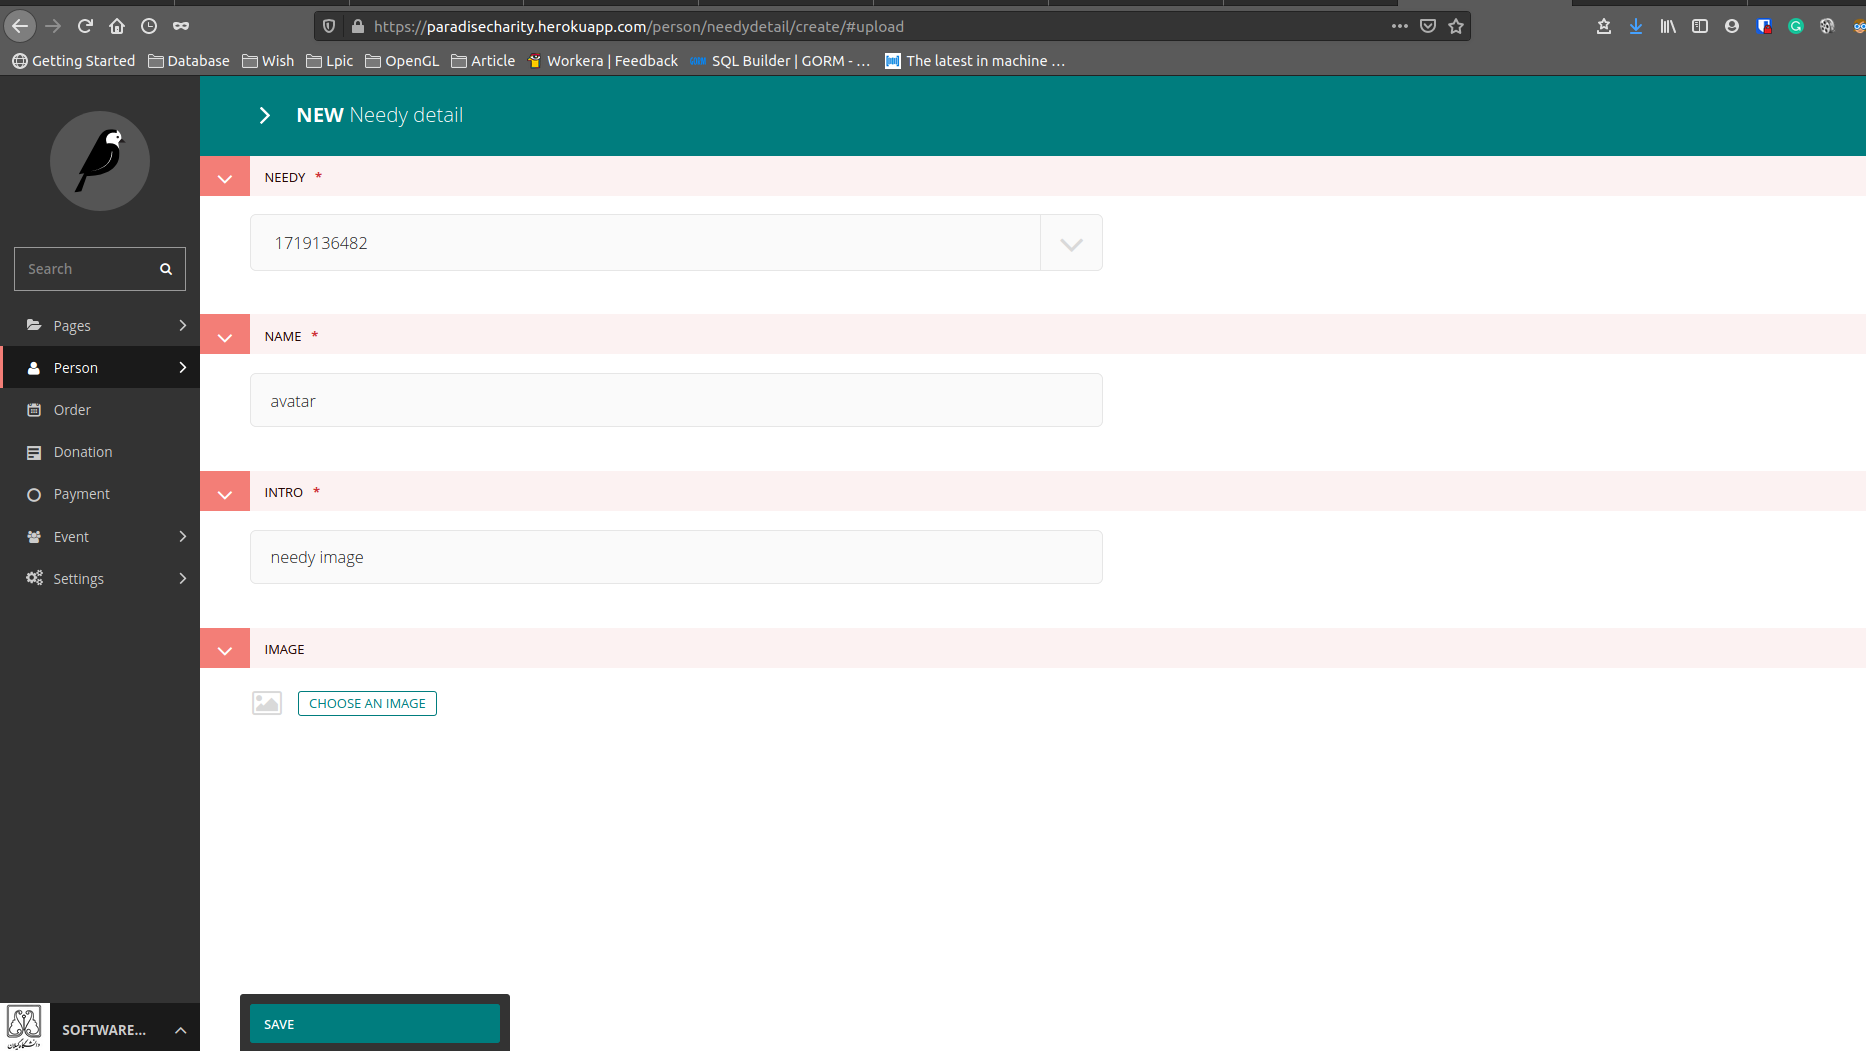 https://paradisecharity.herokuapp.com/person/needydetail/create/#upload
Getting Started Database Wish Lpic OpenGL Article Workera | Feedback SQL Builder | GORM - ... The latest in machine ...
NEW Needy detail
Search
Pages
Person
Order
Donation
Payment
Event
Settings
SOFTWARE...
دانشگاه گیلان
NEEDY *
1719136482
NAME *
avatar
INTRO *
needy image
IMAGE
CHOOSE AN IMAGE
SAVE